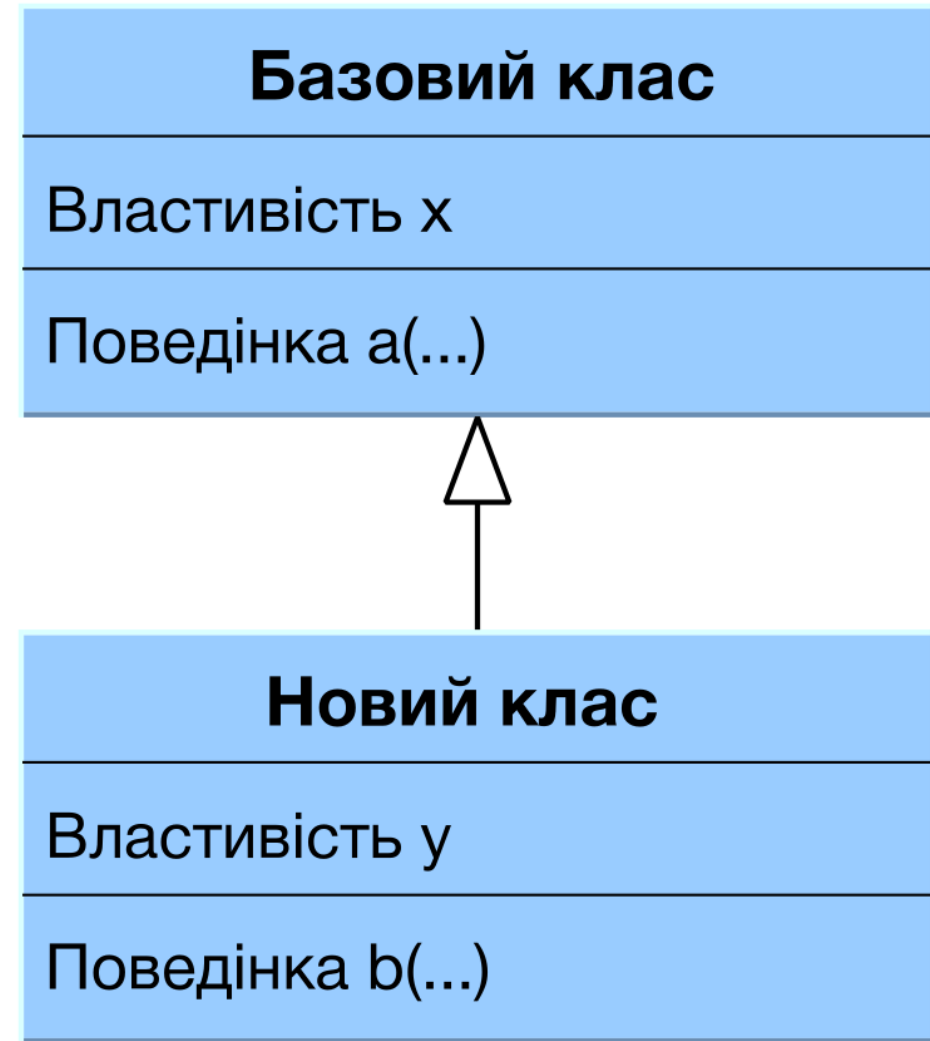 Базовий клас
Властивість x
Поведінка a(...)
Новий клас
Властивість y
Поведінка b(...)